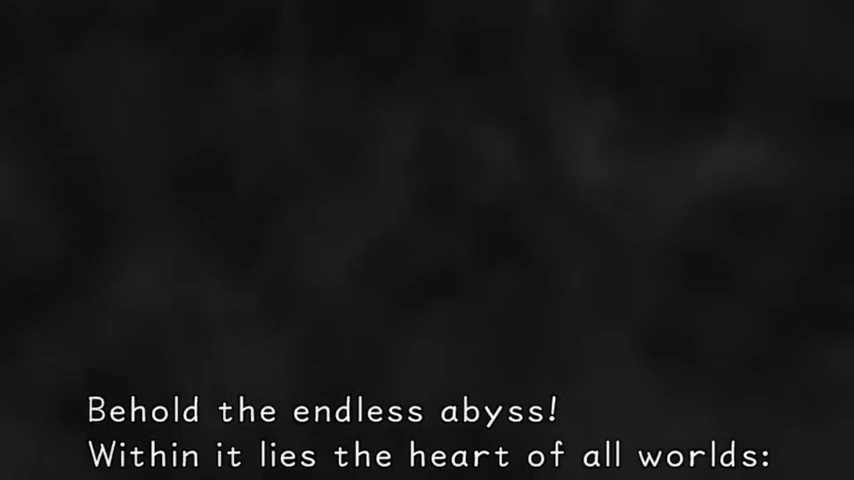 Behold the endless abyss!
Within it lies the heart of all worlds: